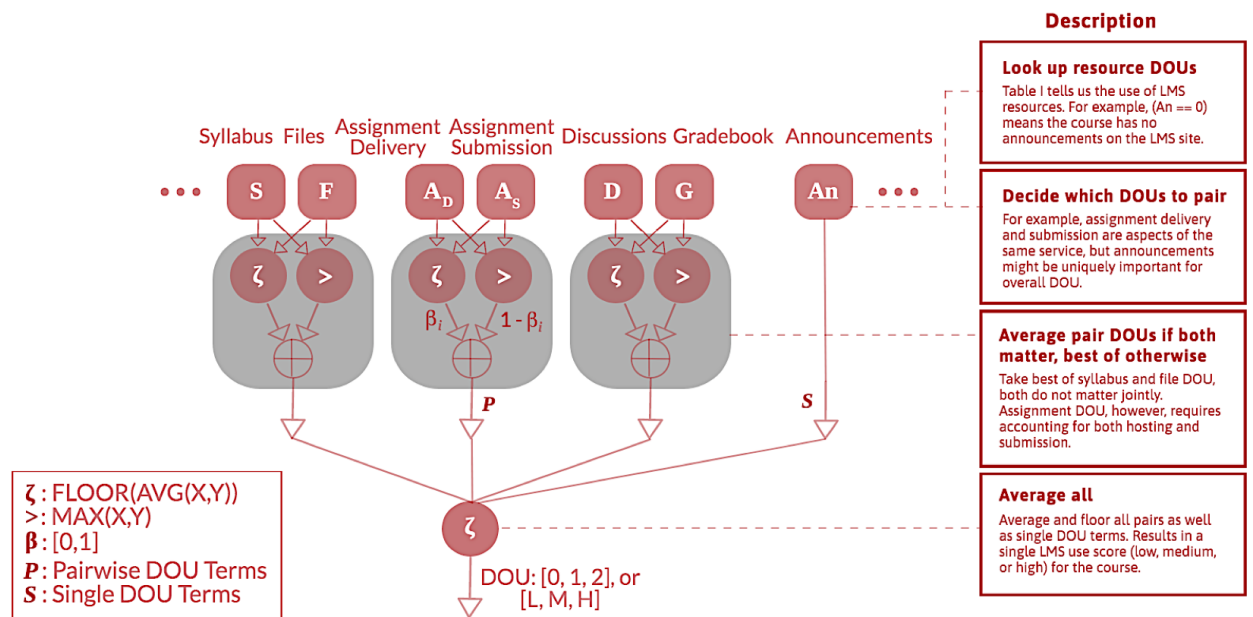 Description
Look up resource DOUs
Table I tells us the use of LMS
resources. For example, (An == 0)
means the course has no
announcements on the LMS site.
Decide which DOUs to pair
For example, assignment delivery
and submission are aspects of the
same service, but announcements
might be uniquely important for
overall DOU.
Average pair DOUs if both
matter, best of otherwise
Take best of syllabus and file DOU,
both do not matter jointly.
Assignment DOU, however, requires
accounting for both hosting and
submission.
Average all
Average and floor all pairs as well
as single DOU terms. Results in a
single LMS use score (low, medium,
or high) for the course.
Syllabus Files Assignment Delivery Assignment Submission Discussions Gradebook Announcements
S F A_D A_S D G An
ζ > ζ > ζ >
β_i 1 - β_i
P S
ζ
DOU: [0, 1, 2], or
[L, M, H]
ζ : FLOOR(AVG(X,Y))
> : MAX(X,Y)
β : [0,1]
P : Pairwise DOU Terms
S : Single DOU Terms